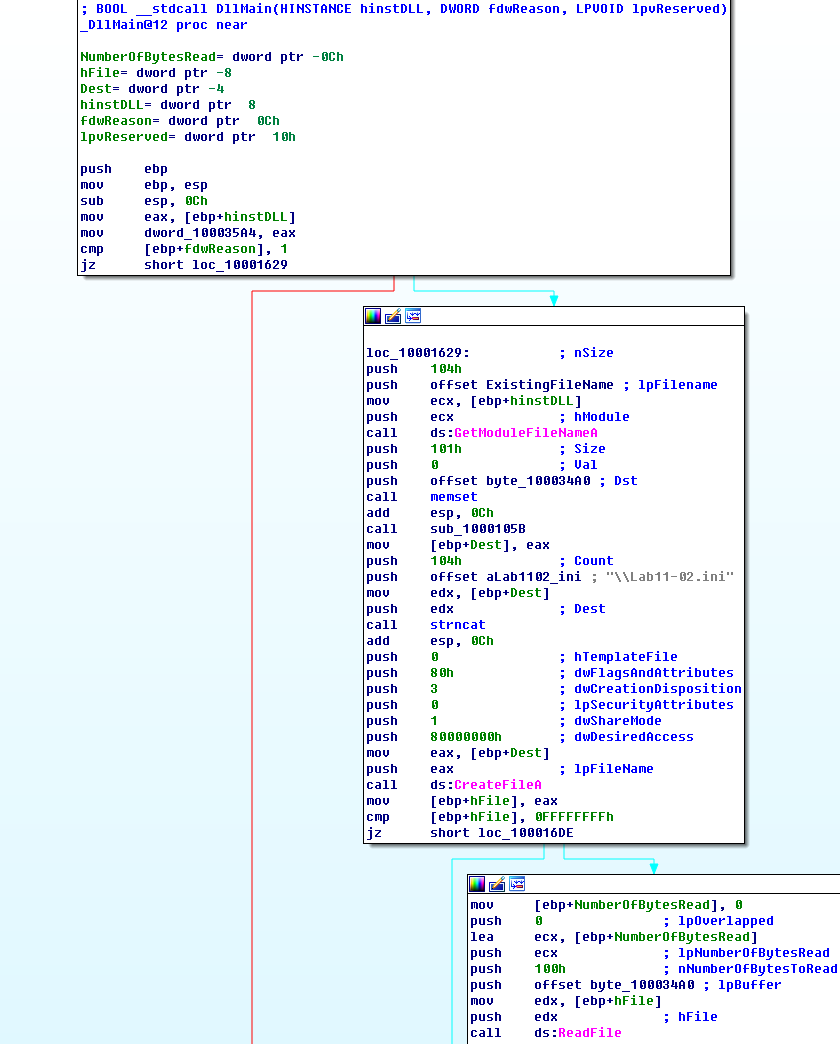 ; BOOL __stdcall DllMain(HINSTANCE hinstDLL, DWORD fdwReason, LPVOID lpvReserved)
_DllMain@12 proc near
NumberOfBytesRead= dword ptr -0Ch
hFile= dword ptr -8
Dest= dword ptr -4
hinstDLL= dword ptr  8
fdwReason= dword ptr  0Ch
lpvReserved= dword ptr  10h
push    ebp
mov     ebp, esp
sub     esp, 0Ch
mov     eax, [ebp+hinstDLL]
mov     dword_100035A4, eax
cmp     [ebp+fdwReason], 1
jz      short loc_10001629
loc_10001629:           ; nSize
push    104h
push    offset ExistingFileName ; lpFilename
mov     ecx, [ebp+hinstDLL]
push    ecx             ; hModule
call    ds:GetModuleFileNameA
push    101h            ; Size
push    0               ; Val
push    offset byte_100034A0 ; Dst
call    memset
add     esp, 0Ch
call    sub_1000105B
mov     [ebp+Dest], eax
push    104h            ; Count
push    offset aLab1102_ini ; "\\Lab11-02.ini"
mov     edx, [ebp+Dest]
push    edx             ; Dest
call    strncat
add     esp, 0Ch
push    0               ; hTemplateFile
push    80h             ; dwFlagsAndAttributes
push    3               ; dwCreationDisposition
push    0               ; lpSecurityAttributes
push    1               ; dwShareMode
push    80000000h       ; dwDesiredAccess
mov     eax, [ebp+Dest]
push    eax             ; lpFileName
call    ds:CreateFileA
mov     [ebp+hFile], eax
cmp     [ebp+hFile], 0FFFFFFFFh
jz      short loc_100016DE
mov     [ebp+NumberOfBytesRead], 0
push    0               ; lpOverlapped
lea     ecx, [ebp+NumberOfBytesRead]
push    ecx             ; lpNumberOfBytesRead
push    100h            ; nNumberOfBytesToRead
push    offset byte_100034A0 ; lpBuffer
mov     edx, [ebp+hFile]
push    edx             ; hFile
call    ds:ReadFile